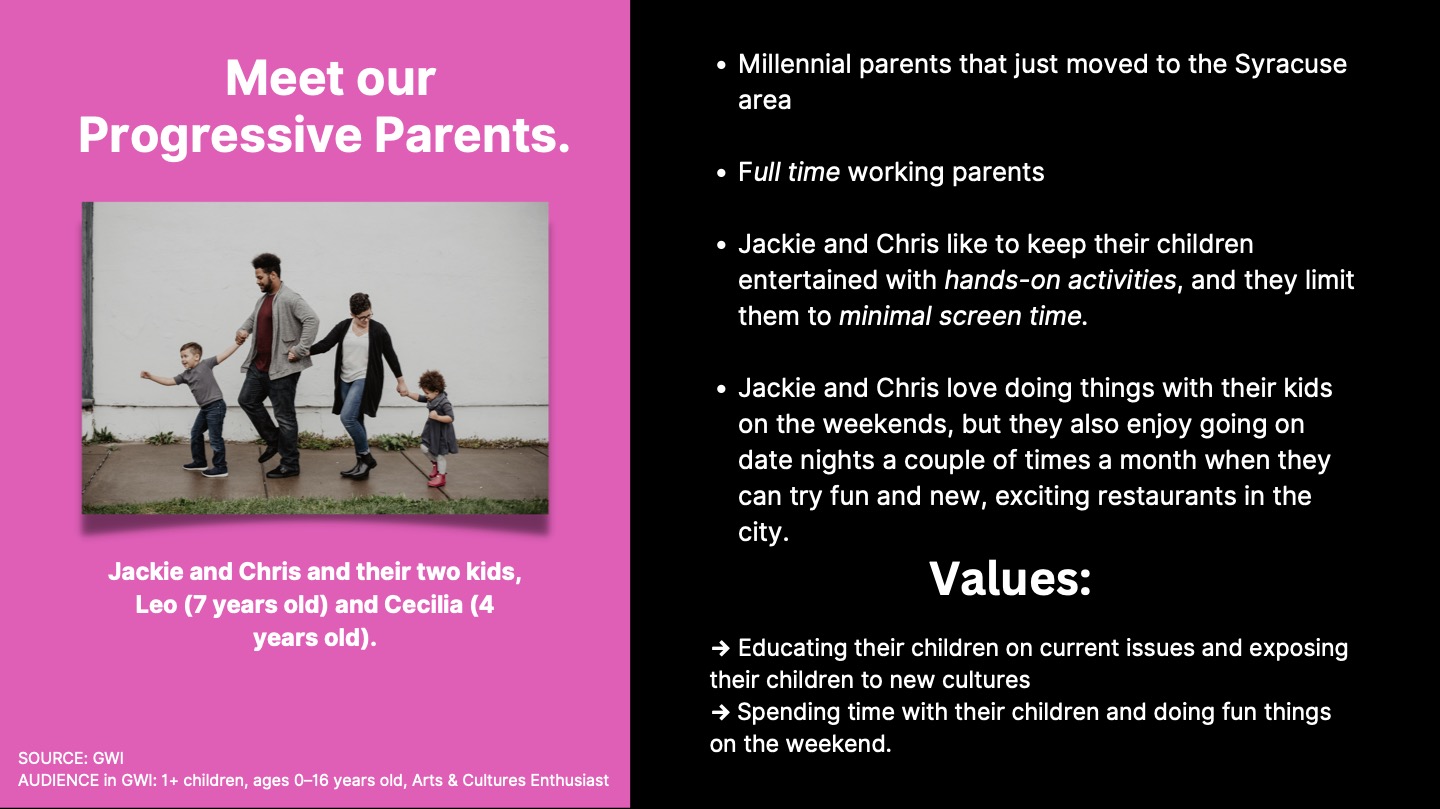 Meet our
Progressive Parents.
Jackie and Chris and their two kids,
Leo (7 years old) and Cecilia (4
years old).
SOURCE: GWI
AUDIENCE in GWI: 1+ children, ages 0–16 years old, Arts & Cultures Enthusiast
• Millennial parents that just moved to the Syracuse
area
• Full time working parents
• Jackie and Chris like to keep their children
entertained with hands-on activities, and they limit
them to minimal screen time.
• Jackie and Chris love doing things with their kids
on the weekends, but they also enjoy going on
date nights a couple of times a month when they
can try fun and new, exciting restaurants in the
city.
Values:
→ Educating their children on current issues and exposing
their children to new cultures
→ Spending time with their children and doing fun things
on the weekend.